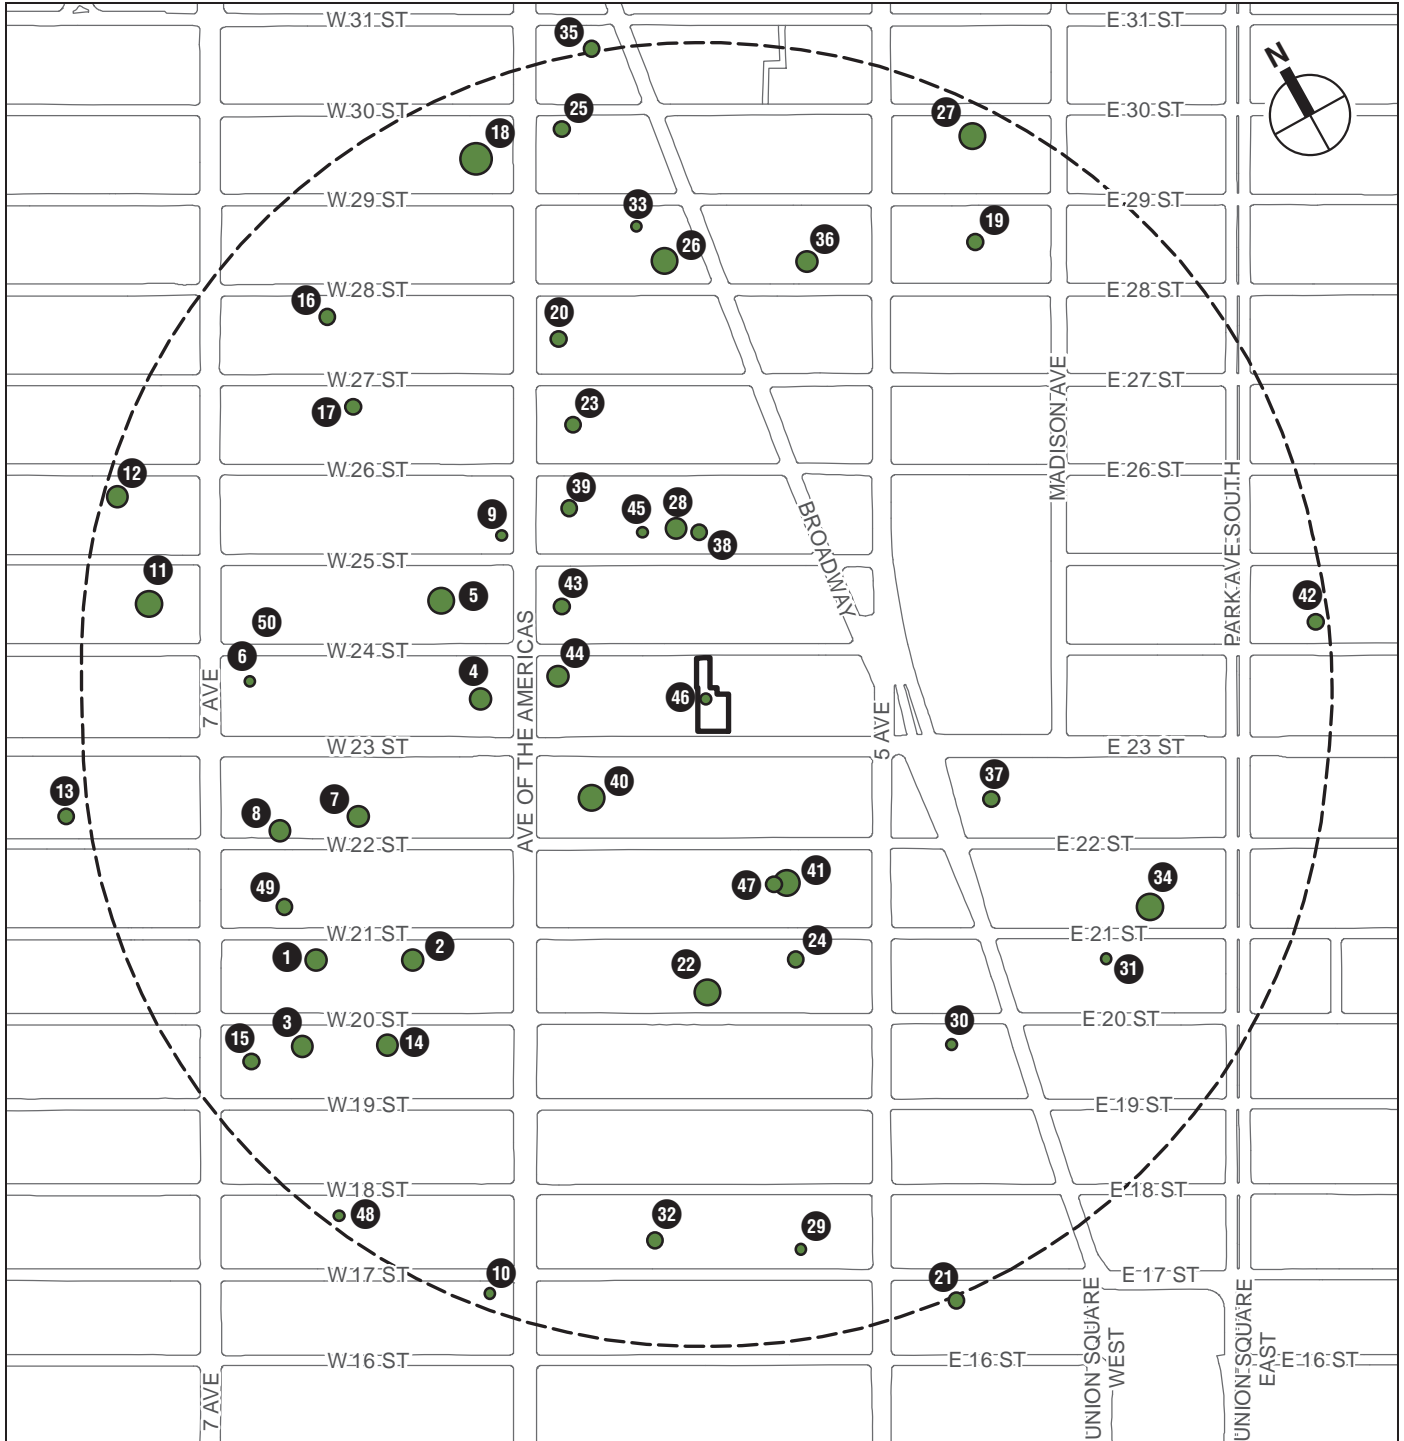 W 31 ST
E 31 ST
35
N
W 30 ST
25
27
E 30 ST
18
W 29 ST
33
E 29 ST
26
36
19
W 28 ST
16
20
E 28 ST
W 27 ST
17
23
MADISON AVE
E 27 ST
12
W 26 ST
E 26 ST
9
39
45
28
38
BROADWAY
PARK AVE SOUTH
11
W 25 ST
5
43
42
50
6
W 24 ST
4
44
46
7 AVE
AVE OF THE AMERICAS
5 AVE
W 23 ST
E 23 ST
13
8
7
40
37
W 22 ST
E 22 ST
49
47
41
34
W 21 ST
E 21 ST
1
2
22
24
31
15
3
W 20 ST
14
30
E 20 ST
W 19 ST
E 19 ST
W 18 ST
E 18 ST
48
32
29
W 17 ST
10
21
E 17 ST
W 16 ST
E 16 ST
UNION SQUARE
WEST
UNION SQUARE
EAST
E 16 ST
7 AVE